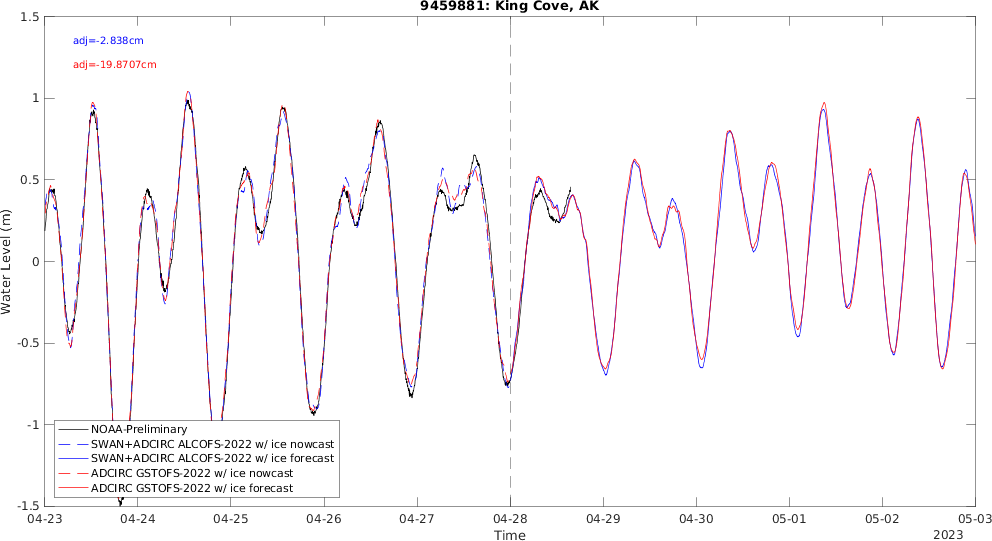 9459881: King Cove, AK
adj=-2.838cm
adj=-19.8707cm
Water Level (m)
1.5
1
0.5
0
-0.5
-1
-1.5
NOAA-Preliminary
SWAN+ADCIRC ALCOFS-2022 w/ ice nowcast
SWAN+ADCIRC ALCOFS-2022 w/ ice forecast
ADCIRC GSTOFS-2022 w/ ice nowcast
ADCIRC GSTOFS-2022 w/ ice forecast
04-23 04-24 04-25 04-26 04-27 04-28 04-29 04-30 05-01 05-02 05-03
Time
2023